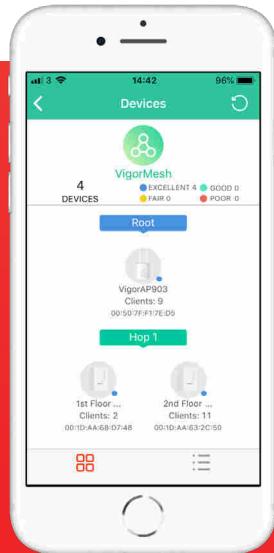 3 14:42 96%
Devices
VigorMesh
4 DEVICES
EXCELLENT 4 GOOD 0
FAIR 0 POOR 0
Root
VigorAP903
Clients: 9
00:50:7F:F1:7E:D5
Hop 1
1st Floor ... 2nd Floor ...
Clients: 2 Clients: 11
00:1D:AA:68:D7:48 00:1D:AA:63:2C:50